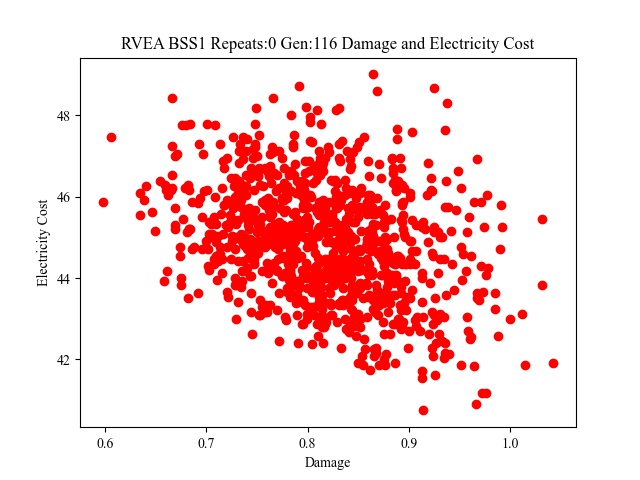 RVEA BSS1 Repeats:0 Gen:116 Damage and Electricity Cost
48
46
44
42
Electricity Cost
0.6 0.7 0.8 0.9 1.0
Damage